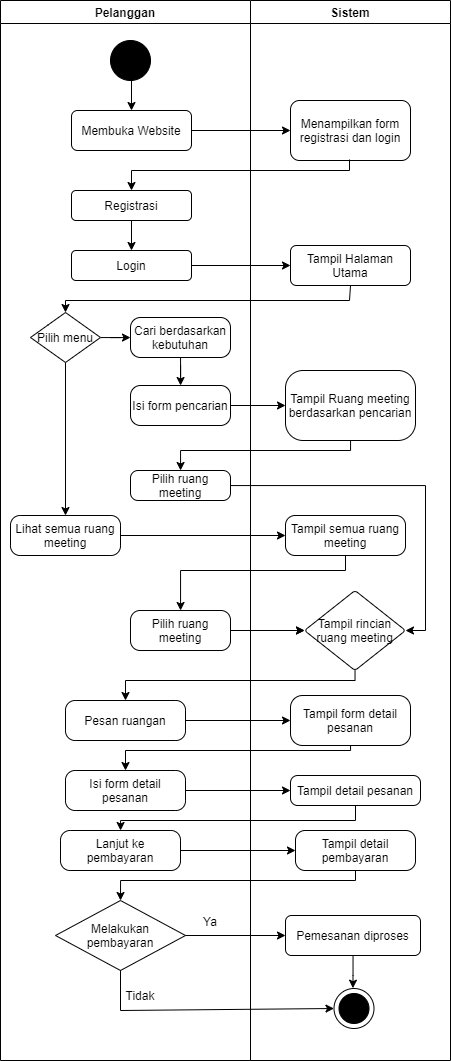 Pelanggan
Sistem
Membuka Website
Menampilkan form
registrasi dan login
Registrasi
Login
Tampil Halaman
Utama
Pilih menu
Cari berdasarkan
kebutuhan
Isi form pencarian
Tampil Ruang meeting
berdasarkan pencarian
Pilih ruang
meeting
Lihat semua ruang
meeting
Tampil semua ruang
meeting
Pilih ruang
meeting
Tampil rincian
ruang meeting
Pesan ruangan
Tampil form detail
pesanan
Isi form detail
pesanan
Tampil detail pesanan
Lanjut ke
pembayaran
Tampil detail
pembayaran
Melakukan
pembayaran
Ya
Pemesanan diproses
Tidak